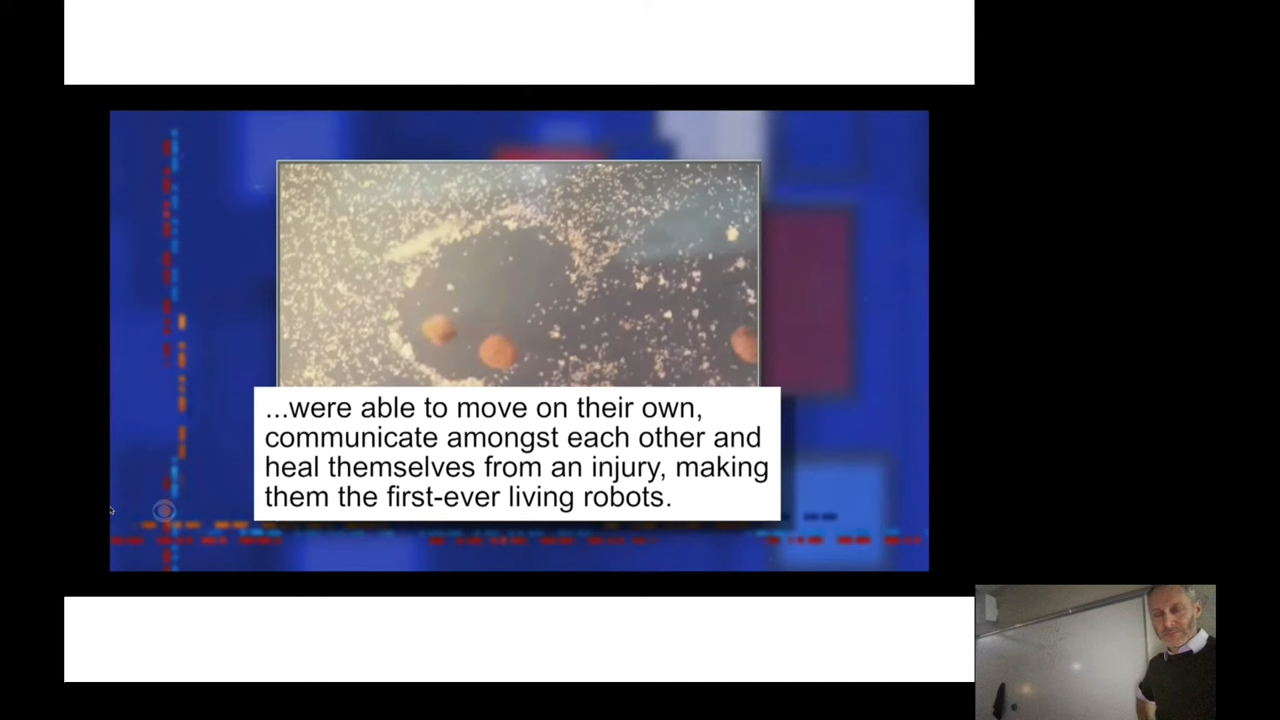 ...were able to move on their own,
communicate amongst each other and
heal themselves from an injury, making
them the first-ever living robots.